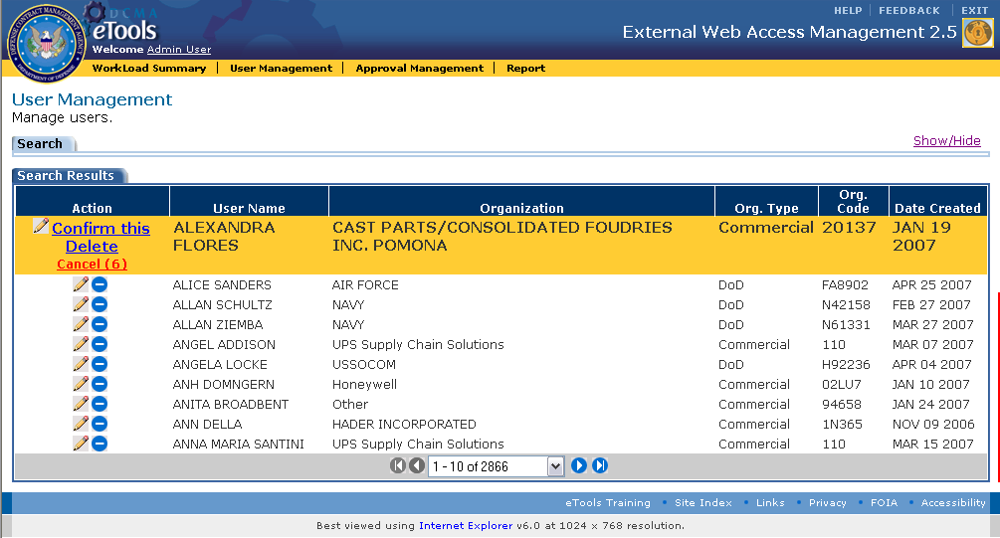 HELP FEEDBACK EXIT
DCMA
eTools
External Web Access Management 2.5
Welcome Admin User
DEFENSE CONTRACT MANAGEMENT AGENCY
DEPARTMENT OF DEFENSE
WorkLoad Summary | User Management | Approval Management | Report
User Management
Manage users.
Search Show/Hide
Search Results
Action User Name Organization Org. Type Org. Code Date Created
Confirm this Delete ALEXANDRA FLORES CAST PARTS/CONSOLIDATED FOUDRIES INC. POMONA Commercial 20137 JAN 19 2007
Cancel (6)
ALICE SANDERS AIR FORCE DoD FA8902 APR 25 2007
ALLAN SCHULTZ NAVY DoD N42158 FEB 27 2007
ALLAN ZIEMBA NAVY DoD N61331 MAR 27 2007
ANGEL ADDISON UPS Supply Chain Solutions Commercial 110 MAR 07 2007
ANGELA LOCKE USSOCOM DoD H92236 APR 04 2007
ANH DOMNGERN Honeywell Commercial 02LU7 JAN 10 2007
ANITA BROADBENT Other Commercial 94658 JAN 24 2007
ANN DELLA HADER INCORPORATED Commercial 1N365 NOV 09 2006
ANNA MARIA SANTINI UPS Supply Chain Solutions Commercial 110 MAR 15 2007
1 - 10 of 2866
eTools Training • Site Index • Links • Privacy • FOIA • Accessibility
Best viewed using Internet Explorer v6.0 at 1024 x 768 resolution.